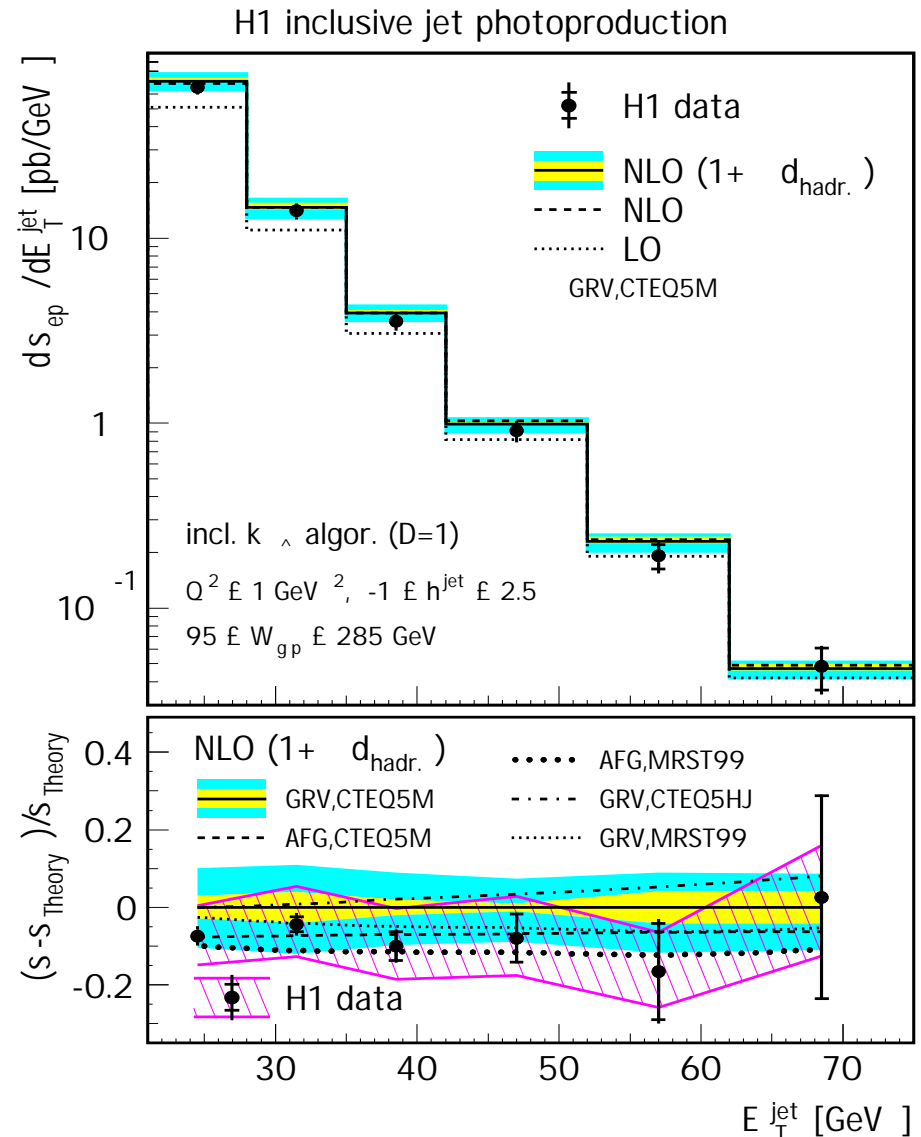 H1 inclusive jet photoproduction
ds ep /dE T jet [pb/GeV]
10
1
10 -1
H1 data
NLO (1+ d hadr. )
NLO
LO
GRV,CTEQ5M
incl. k ^ algor. (D=1)
Q 2 £ 1 GeV 2, -1 £ h jet £ 2.5
95 £ W gp £ 285 GeV
(s-s Theory )/s Theory
0.4
0.2
0
-0.2
NLO (1+ d hadr. )
GRV,CTEQ5M
AFG,CTEQ5M
AFG,MRST99
GRV,CTEQ5HJ
GRV,MRST99
H1 data
30 40 50 60 70
E T jet [GeV]